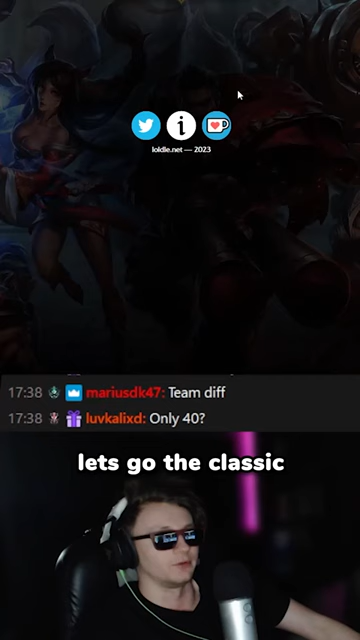 i
loldle.net — 2023
17:38 mariusdk47: Team diff
17:38 luvkalixd: Only 40?
lets go the classic